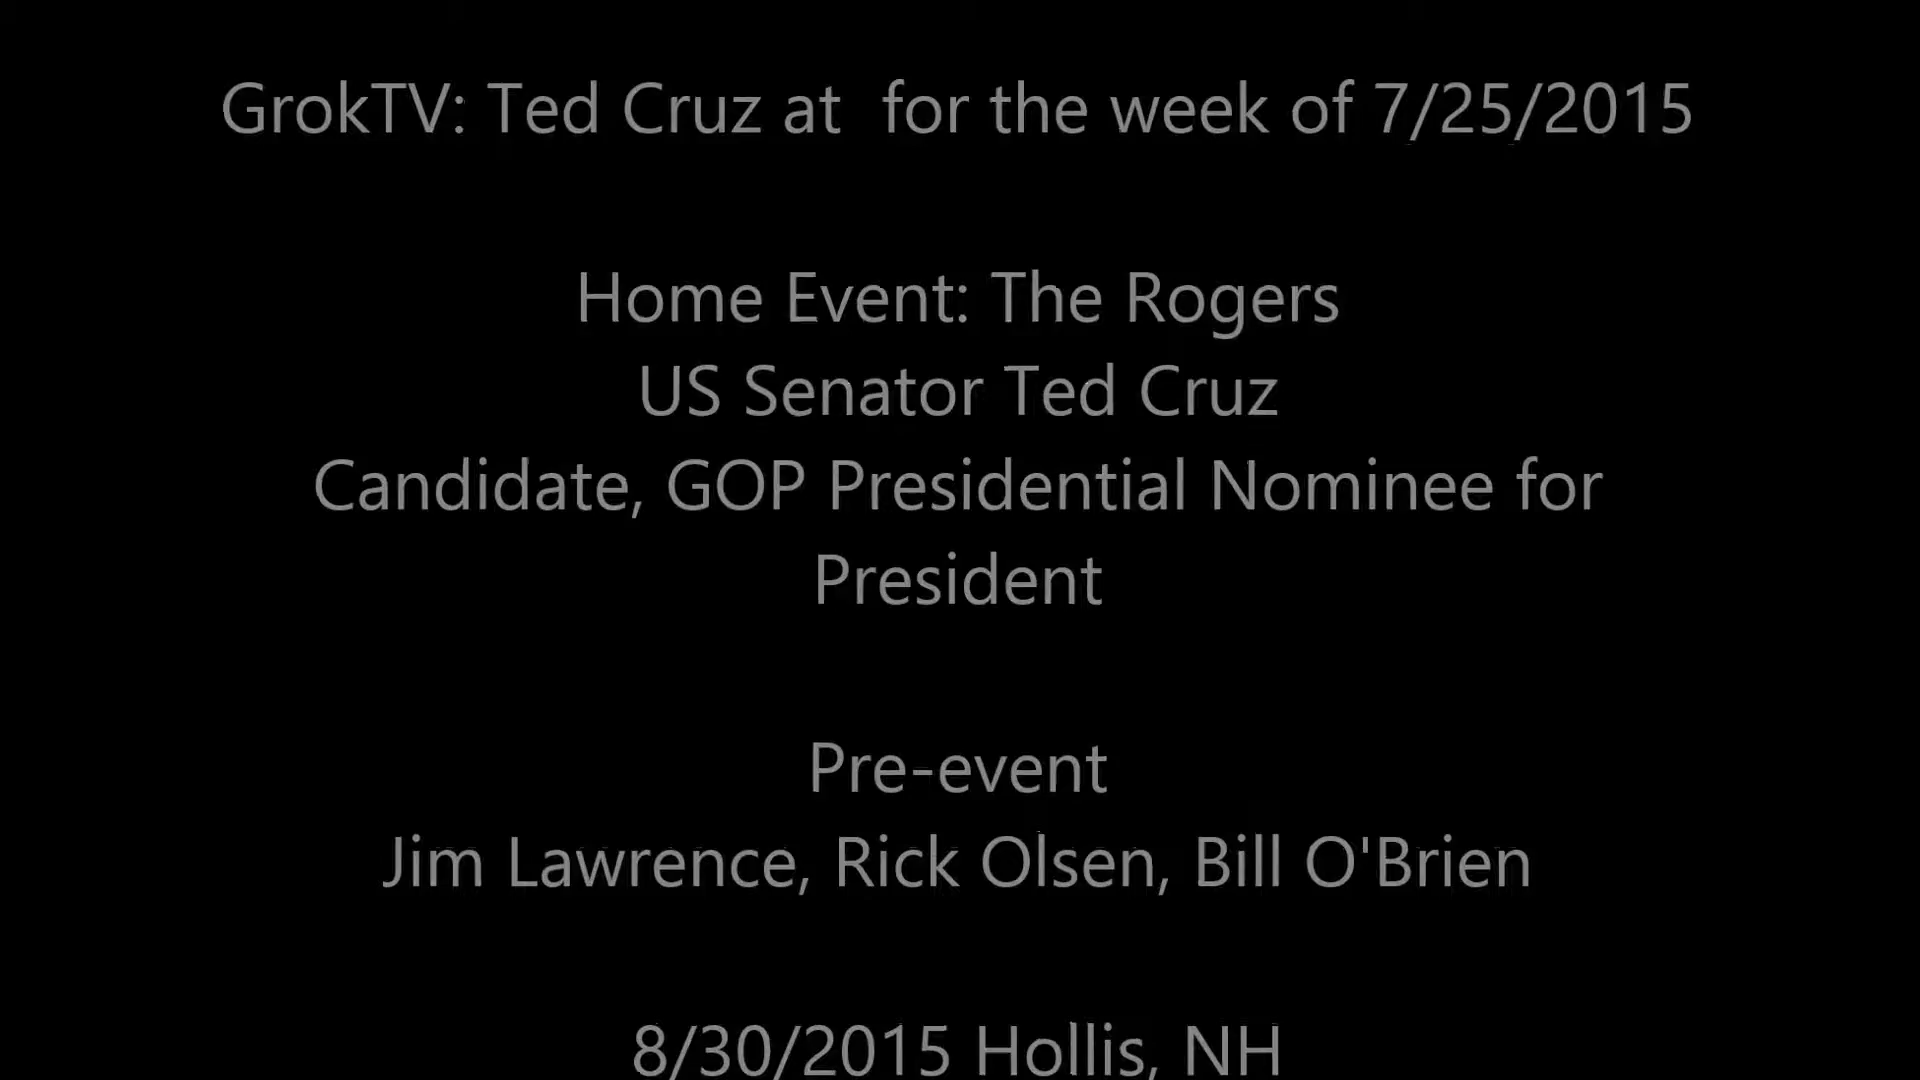 GrokTV: Ted Cruz at  for the week of 7/25/2015
Home Event: The Rogers
US Senator Ted Cruz
Candidate, GOP Presidential Nominee for
President
Pre-event
Jim Lawrence, Rick Olsen, Bill O'Brien
8/30/2015 Hollis, NH